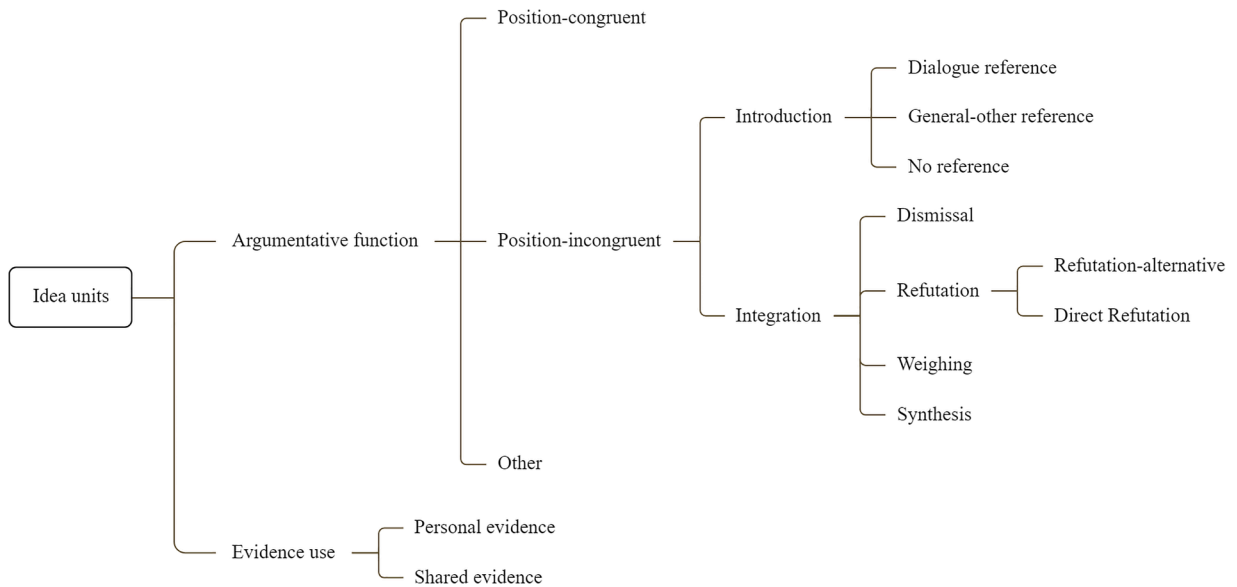 Position-congruent
Dialogue reference
Introduction
General-other reference
No reference
Dismissal
Argumentative function
Position-incongruent
Refutation-alternative
Idea units
Refutation
Integration
Direct Refutation
Weighing
Synthesis
Other
Personal evidence
Evidence use
Shared evidence